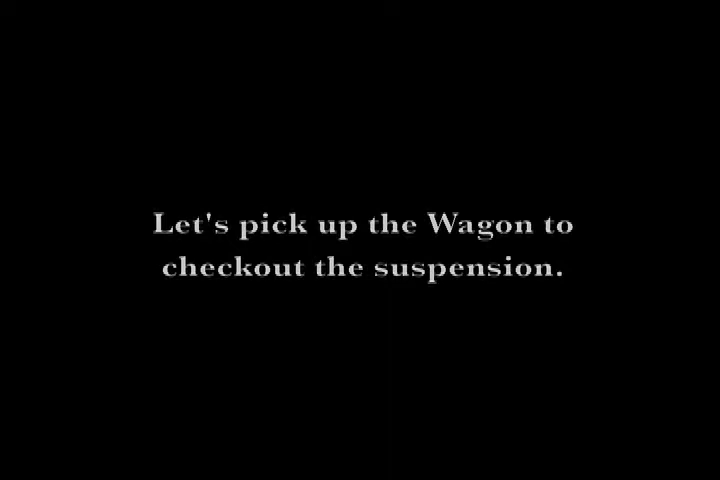 Let's pick up the Wagon to
checkout the suspension.